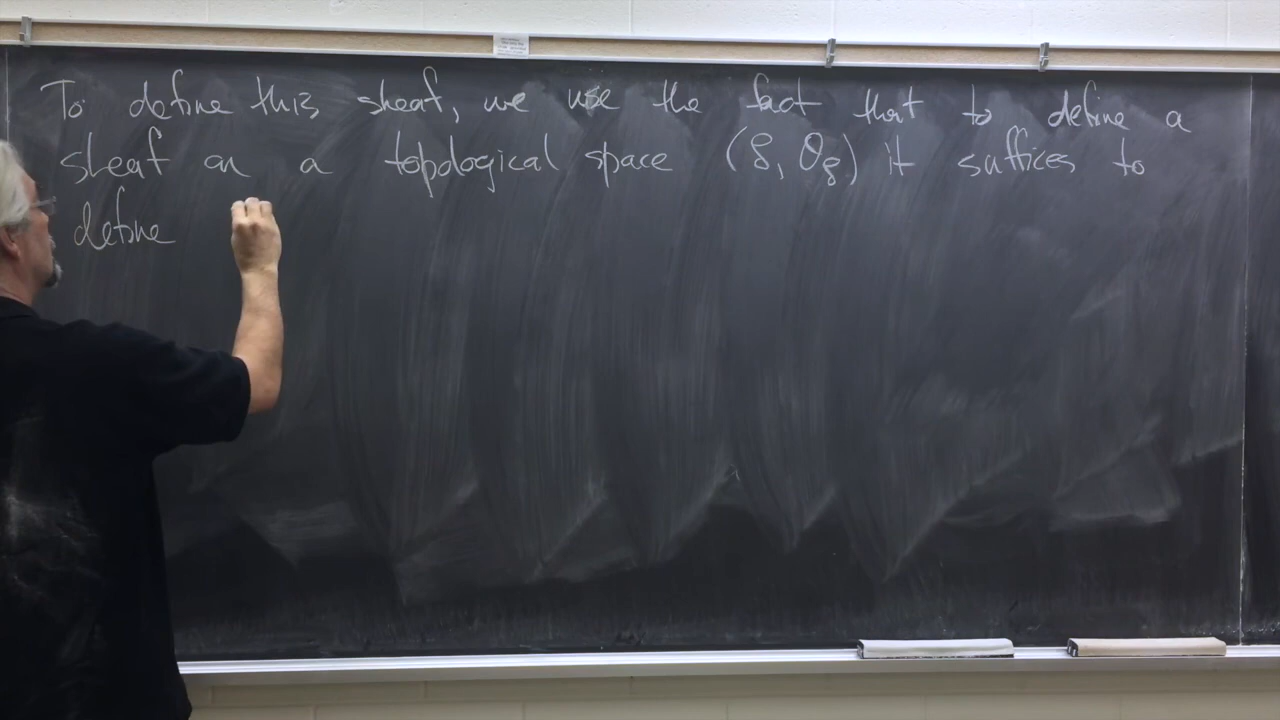 To define this sheaf, we use the fact that to define a
sheaf on a topological space (S, θ_S) it suffices to
define